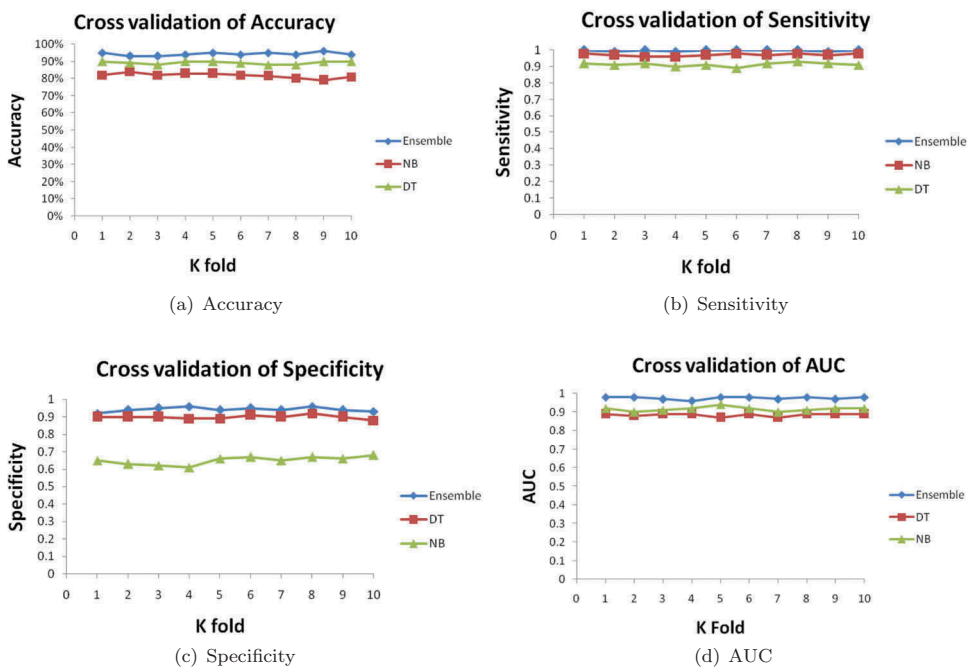 Cross validation of Accuracy
100%
90%
80%
70%
60%
50%
40%
30%
20%
10%
0%
Accuracy
0 1 2 3 4 5 6 7 8 9 10
K fold
Ensemble
NB
DT
(a) Accuracy
Cross validation of Sensitivity
1
0.9
0.8
0.7
0.6
0.5
0.4
0.3
0.2
0.1
0
Sensitivity
0 1 2 3 4 5 6 7 8 9 10
K fold
Ensemble
NB
DT
(b) Sensitivity
Cross validation of Specificity
1
0.9
0.8
0.7
0.6
0.5
0.4
0.3
0.2
0.1
0
Specificity
0 1 2 3 4 5 6 7 8 9 10
K fold
Ensemble
DT
NB
(c) Specificity
Cross validation of AUC
1
0.9
0.8
0.7
0.6
0.5
0.4
0.3
0.2
0.1
0
AUC
0 1 2 3 4 5 6 7 8 9 10
K Fold
Ensemble
DT
NB
(d) AUC